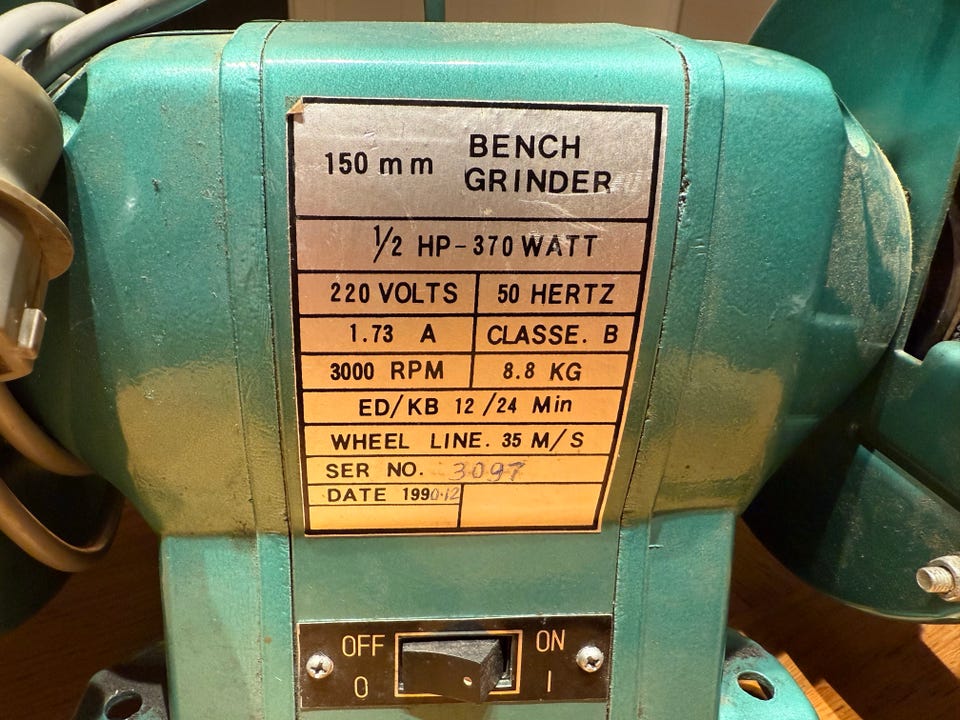 150 mm BENCH
GRINDER
1/2 HP-370 WATT
220 VOLTS 50 HERTZ
1.73 A CLASSE. B
3000 RPM 8.8 KG
ED/KB 12/24 Min
WHEEL LINE. 35 M/S
SER NO. 3097
DATE 1990.12
OFF ON
O I